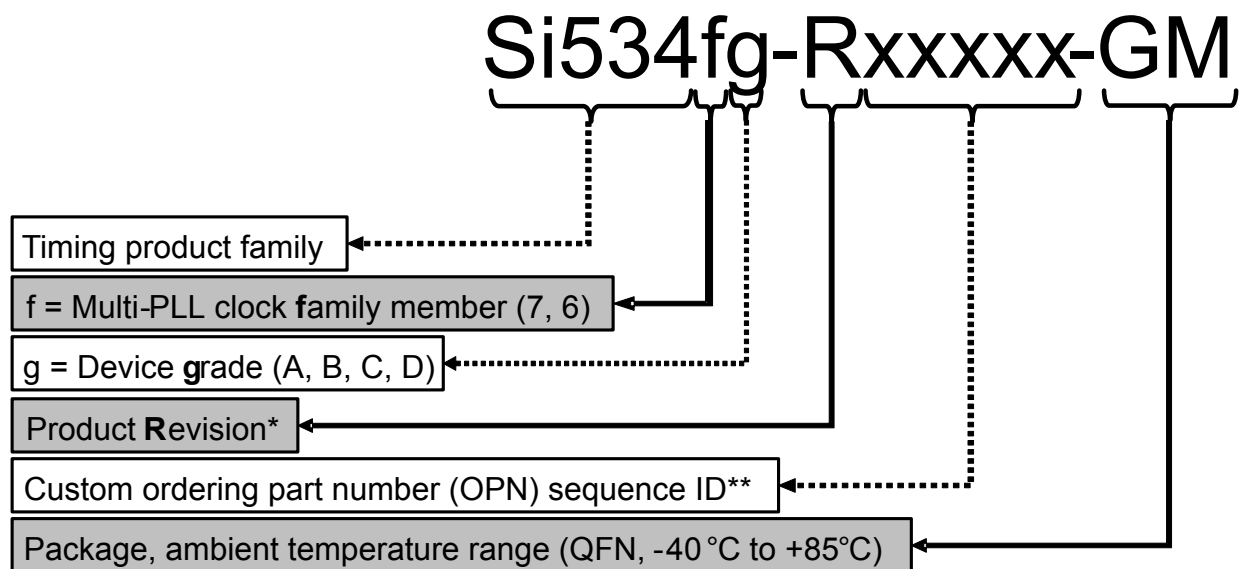 Si534fg-Rxxxxx-GM
Timing product family
f = Multi-PLL clock family member (7, 6)
g = Device grade (A, B, C, D)
Product Revision*
Custom ordering part number (OPN) sequence ID**
Package, ambient temperature range (QFN, -40 °C to +85°C)